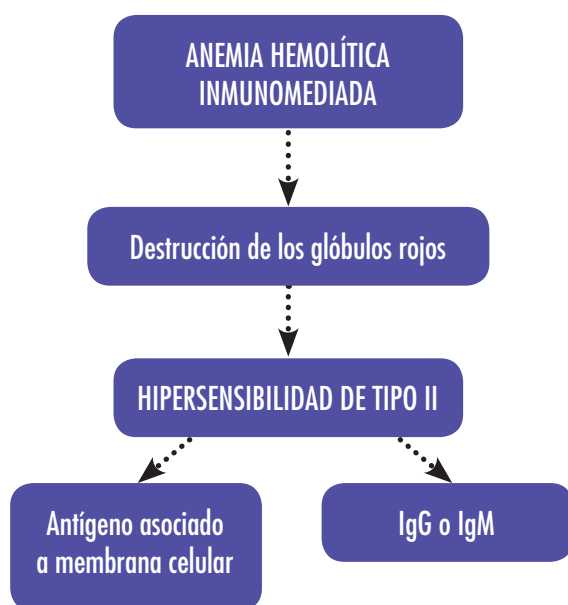 ANEMIA HEMOLÍTICA
INMUNOMEDIADA
Destrucción de los glóbulos rojos
HIPERSENSIBILIDAD DE TIPO II
Antígeno asociado
a membrana celular
IgG o IgM